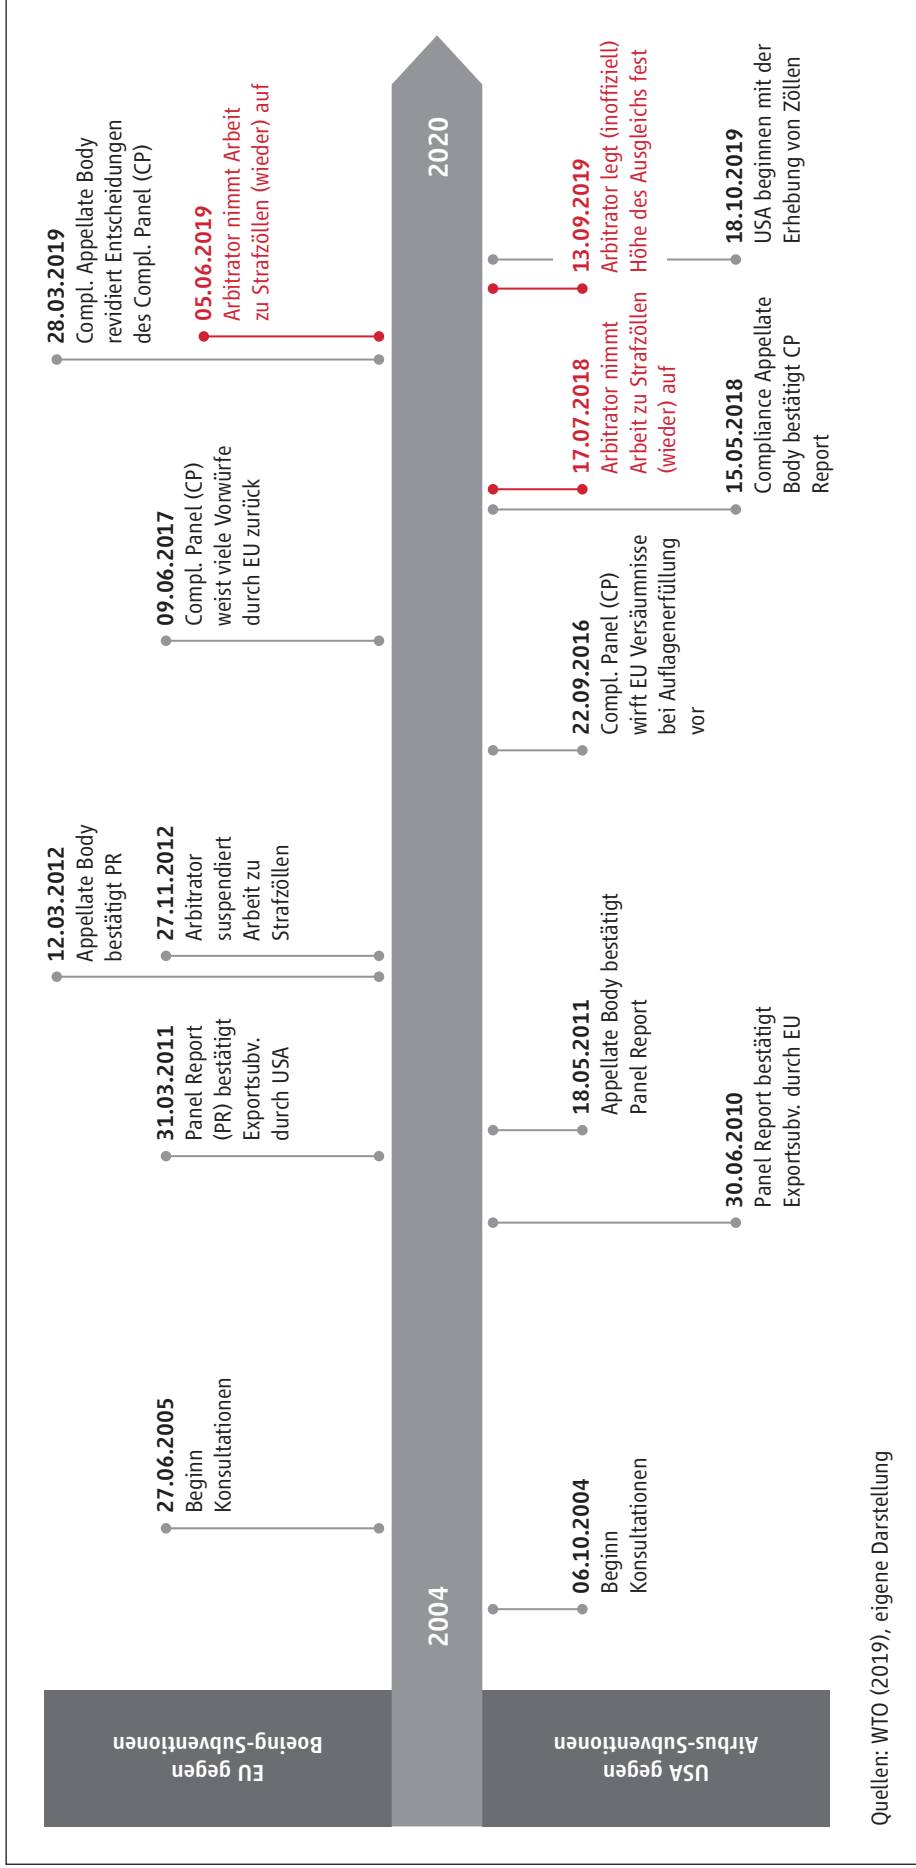 EU gegen
Boeing-Subventionen
27.06.2005
Beginn
Konsultationen
31.03.2011
Panel Report
(PR) bestätigt
Exportsubv.
durch USA
12.03.2012
Appellate Body
bestätigt PR
27.11.2012
Arbitrator
suspendiert
Arbeit zu
Strafzöllen
09.06.2017
Compl. Panel (CP)
weist viele Vorwürfe
durch EU zurück
28.03.2019
Compl. Appellate Body
revidiert Entscheidungen
des Compl. Panel (CP)
05.06.2019
Arbitrator nimmt Arbeit
zu Strafzöllen (wieder) auf
2004
2020
USA gegen
Airbus-Subventionen
06.10.2004
Beginn
Konsultationen
30.06.2010
Panel Report bestätigt
Exportsubv. durch EU
18.05.2011
Appellate Body bestätigt
Panel Report
22.09.2016
Compl. Panel (CP)
wirft EU Versäumnisse
bei Auflagenerfüllung
vor
15.05.2018
Compliance Appellate
Body bestätigt CP
Report
17.07.2018
Arbitrator nimmt
Arbeit zu Strafzöllen
(wieder) auf
13.09.2019
Arbitrator legt (inoffiziell)
Höhe des Ausgleichs fest
18.10.2019
USA beginnen mit der
Erhebung von Zöllen
Quellen: WTO (2019), eigene Darstellung